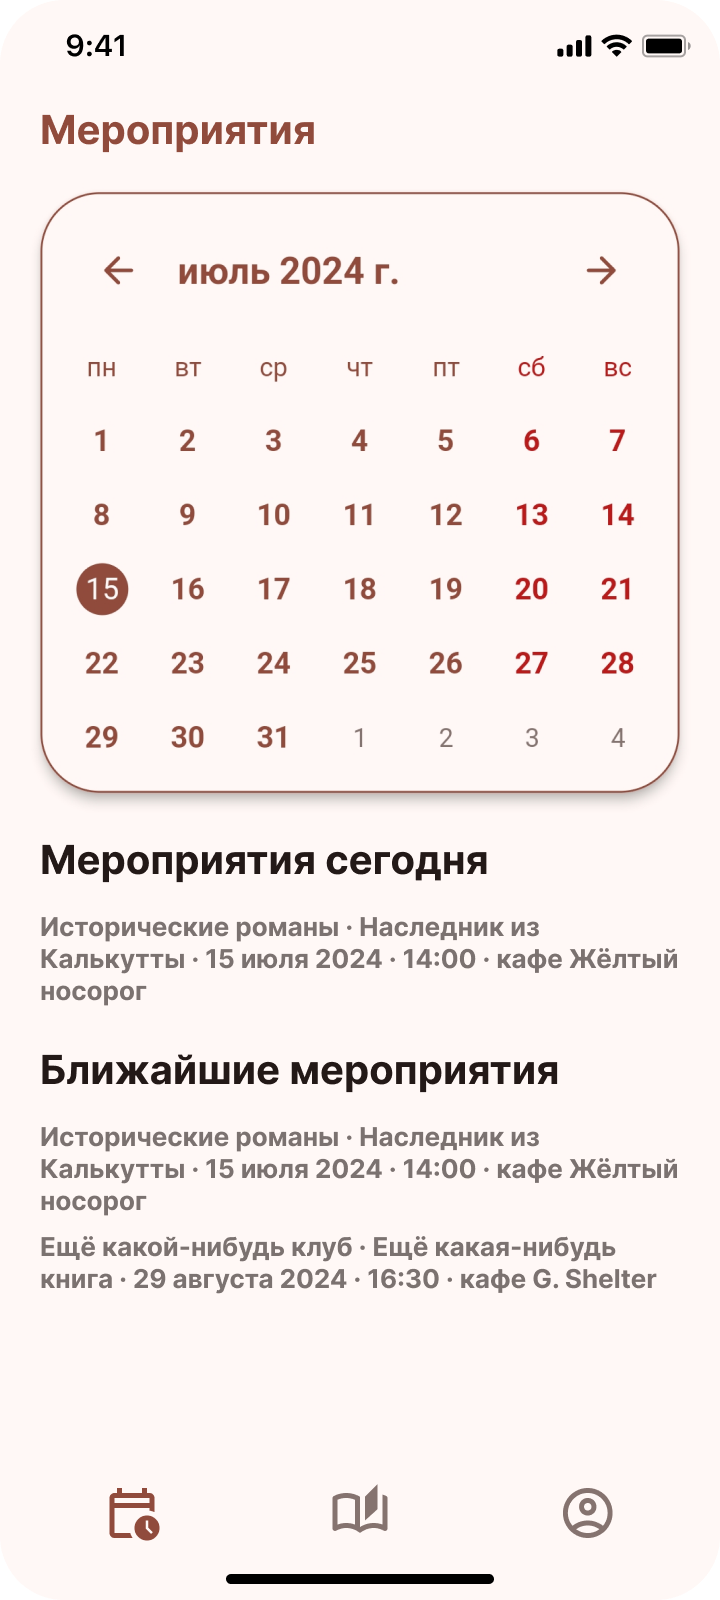 9:41
Мероприятия
июль 2024 г.
пн вт ср чт пт сб вс
1 2 3 4 5 6 7
8 9 10 11 12 13 14
15 16 17 18 19 20 21
22 23 24 25 26 27 28
29 30 31 1 2 3 4
Мероприятия сегодня
Исторические романы · Наследник из
Калькутты · 15 июля 2024 · 14:00 · кафе Жёлтый
носорог
Ближайшие мероприятия
Исторические романы · Наследник из
Калькутты · 15 июля 2024 · 14:00 · кафе Жёлтый
носорог
Ещё какой-нибудь клуб · Ещё какая-нибудь
книга · 29 августа 2024 · 16:30 · кафе G. Shelter